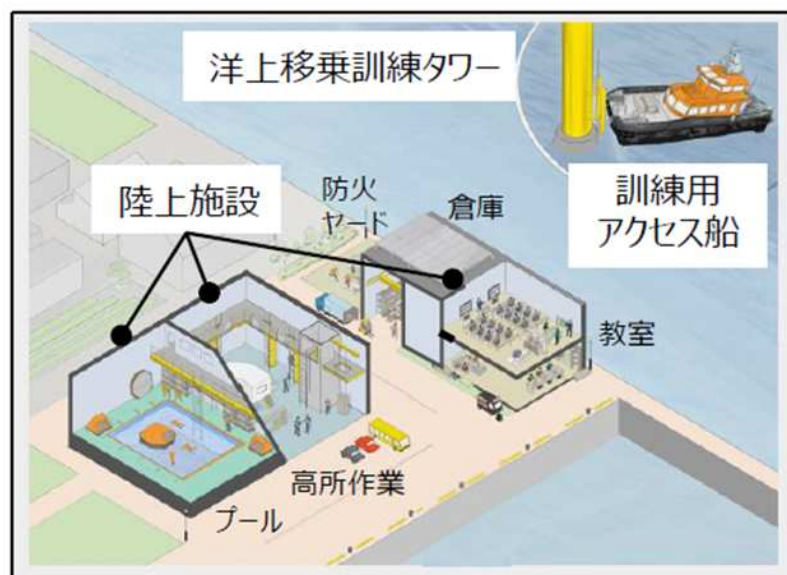 洋上移乗訓練タワー
訓練用
アクセス船
陸上施設
防火
ヤード
倉庫
教室
高所作業
プール